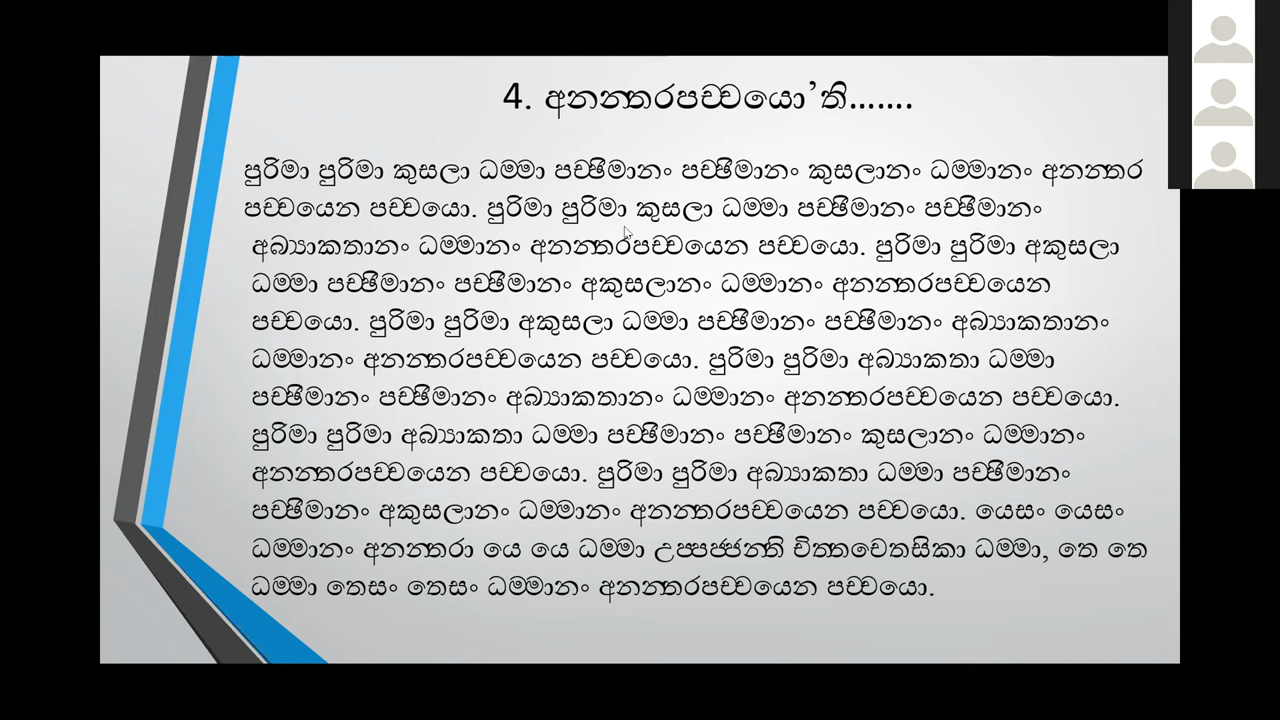 4. අනන්‍තරපච්‍චයො’ති.......
පුරිමා පුරිමා කුසලා ධම්‍මා පච්ඡීමානං පච්ඡීමානං කුසලානං ධම්‍මානං අනන්‍තර
පච්‍චයෙන පච්‍චයො. පුරිමා පුරිමා කුසලා ධම්‍මා පච්ඡීමානං පච්ඡීමානං
අබ්‍යාකතානං ධම්‍මානං අනන්‍තරපච්‍චයෙන පච්‍චයො. පුරිමා පුරිමා අකුසලා
ධම්‍මා පච්ඡීමානං පච්ඡීමානං අකුසලානං ධම්‍මානං අනන්‍තරපච්‍චයෙන
පච්‍චයො. පුරිමා පුරිමා අකුසලා ධම්‍මා පච්ඡීමානං පච්ඡීමානං අබ්‍යාකතානං
ධම්‍මානං අනන්‍තරපච්‍චයෙන පච්‍චයො. පුරිමා පුරිමා අබ්‍යාකතා ධම්‍මා
පච්ඡීමානං පච්ඡීමානං අබ්‍යාකතානං ධම්‍මානං අනන්‍තරපච්‍චයෙන පච්‍චයො.
පුරිමා පුරිමා අබ්‍යාකතා ධම්‍මා පච්ඡීමානං පච්ඡීමානං කුසලානං ධම්‍මානං
අනන්‍තරපච්‍චයෙන පච්‍චයො. පුරිමා පුරිමා අබ්‍යාකතා ධම්‍මා පච්ඡීමානං
පච්ඡීමානං අකුසලානං ධම්‍මානං අනන්‍තරපච්‍චයෙන පච්‍චයො. යෙසං යෙසං
ධම්‍මානං අනන්‍තරා යෙ යෙ ධම්‍මා උප්‍පජ්‍ජන්‍ති චිත්‍තචෙතසිකා ධම්‍මා, තෙ තෙ
ධම්‍මා තෙසං තෙසං ධම්‍මානං අනන්‍තරපච්‍චයෙන පච්‍චයො.